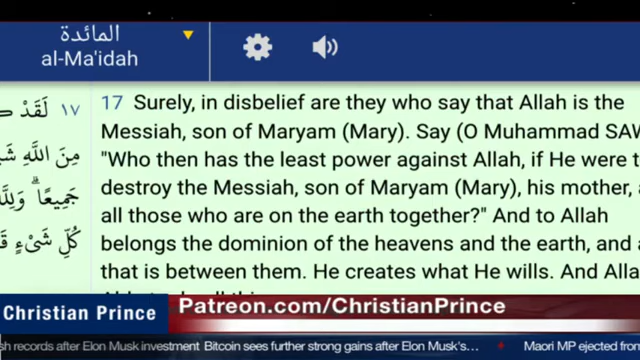 المائدة
al-Ma'idah
١٧ لَقَدْ
مِنَ اللَّهِ
جَمِيعًا ۗ وَلِلَّهِ
كُلِّ شَيْءٍ
17 Surely, in disbelief are they who say that Allah is the
Messiah, son of Maryam (Mary). Say (O Muhammad SAW
"Who then has the least power against Allah, if He were t
destroy the Messiah, son of Maryam (Mary), his mother,
all those who are on the earth together?" And to Allah
belongs the dominion of the heavens and the earth, and
that is between them. He creates what He wills. And Alla
Christian Prince
Patreon.com/ChristianPrince
sh records after Elon Musk investment Bitcoin sees further strong gains after Elon Musk's...
Maori MP ejected from